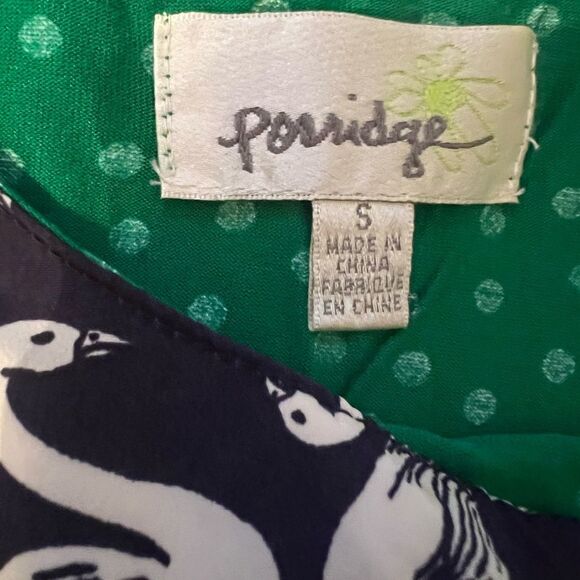 porridge
S
MADE IN
CHINA
FABRIQUE
EN CHINE